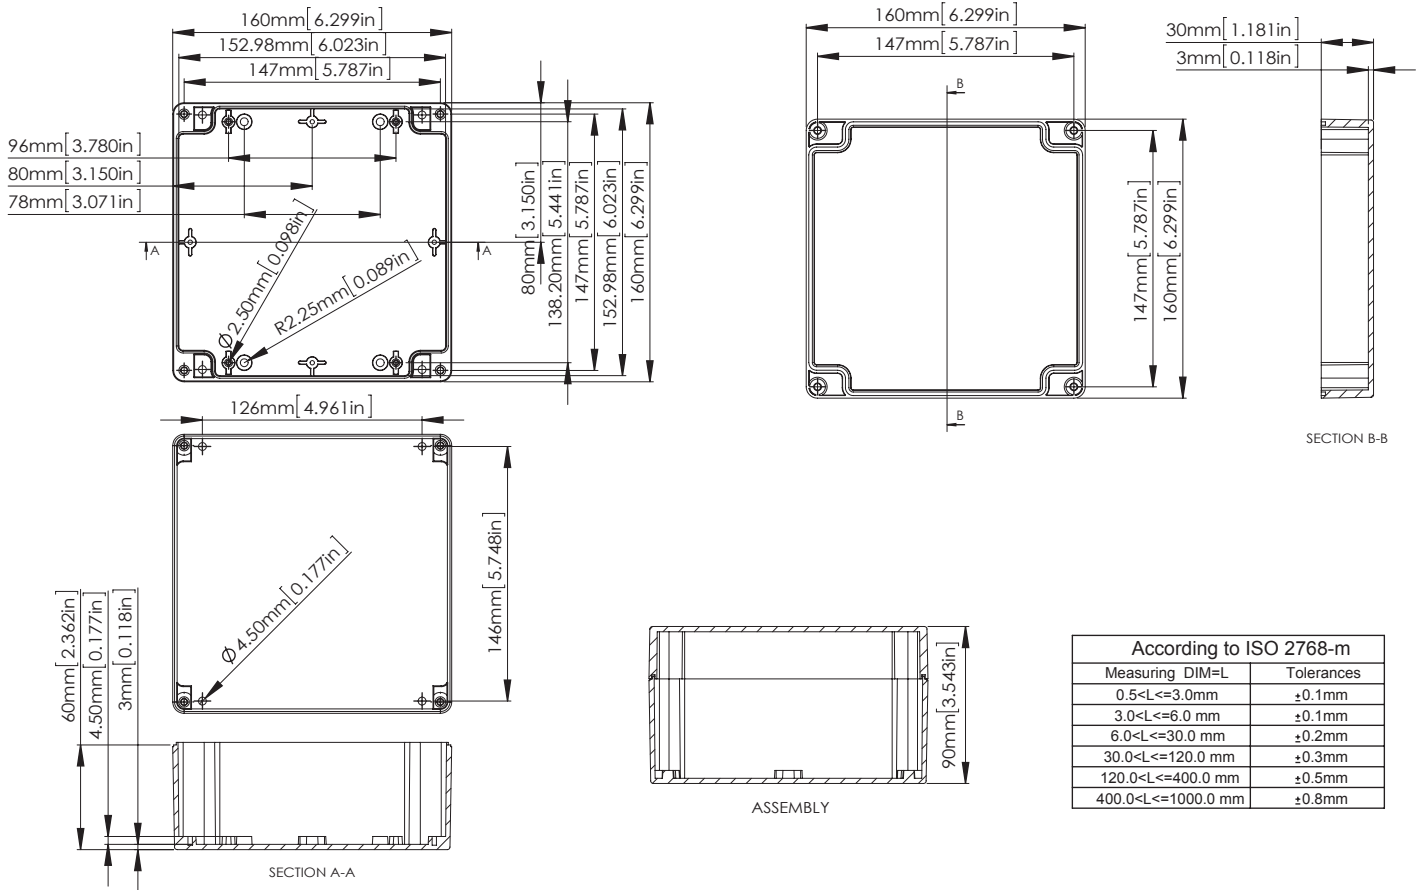 160mm[6.299in]
152.98mm[6.023in]
147mm[5.787in]
96mm[3.780in]
80mm[3.150in]
78mm[3.071in]
A
A
Ø2.50mm[0.098in]
R2.25mm[0.089in]
80mm[3.150in]
138.20mm[5.441in]
147mm[5.787in]
152.98mm[6.023in]
160mm[6.299in]
160mm[6.299in]
147mm[5.787in]
B
B
147mm[5.787in]
160mm[6.299in]
30mm[1.181in]
3mm[0.118in]
SECTION B-B
126mm[4.961in]
146mm[5.748in]
Ø4.50mm[0.177in]
60mm[2.362in]
4.50mm[0.177in]
3mm[0.118in]
SECTION A-A
90mm[3.543in]
ASSEMBLY
According to ISO 2768-m
Measuring DIM=L Tolerances
0.5<L<=3.0mm ±0.1mm
3.0<L<=6.0 mm ±0.1mm
6.0<L<=30.0 mm ±0.2mm
30.0<L<=120.0 mm ±0.3mm
120.0<L<=400.0 mm ±0.5mm
400.0<L<=1000.0 mm ±0.8mm